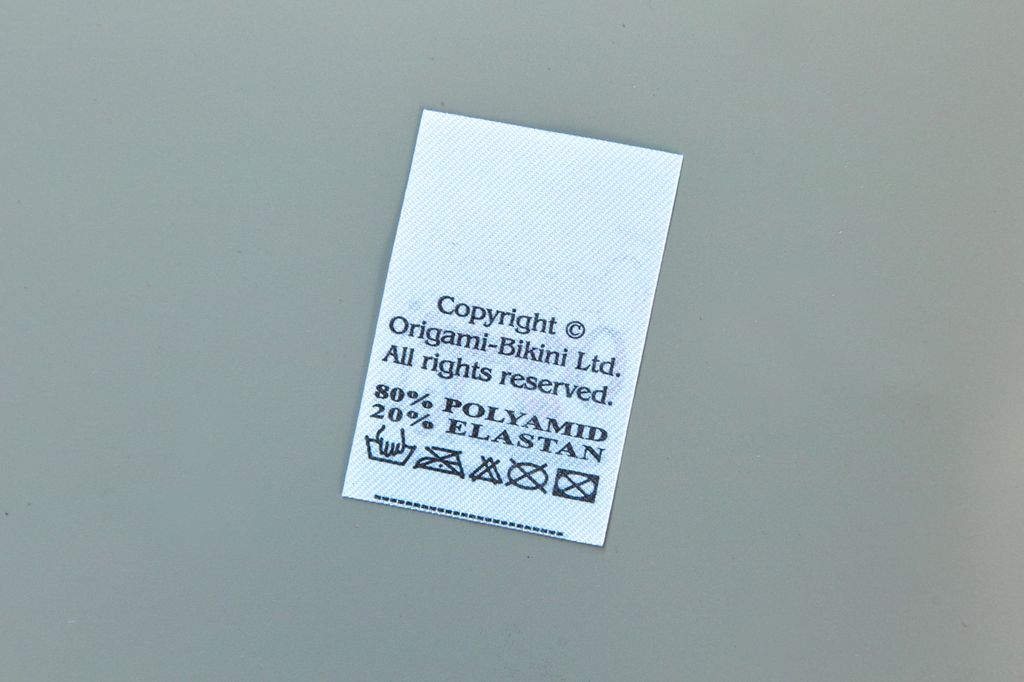 Copyright ©
Origami-Bikini Ltd.
All rights reserved.
80% POLYAMID
20% ELASTAN